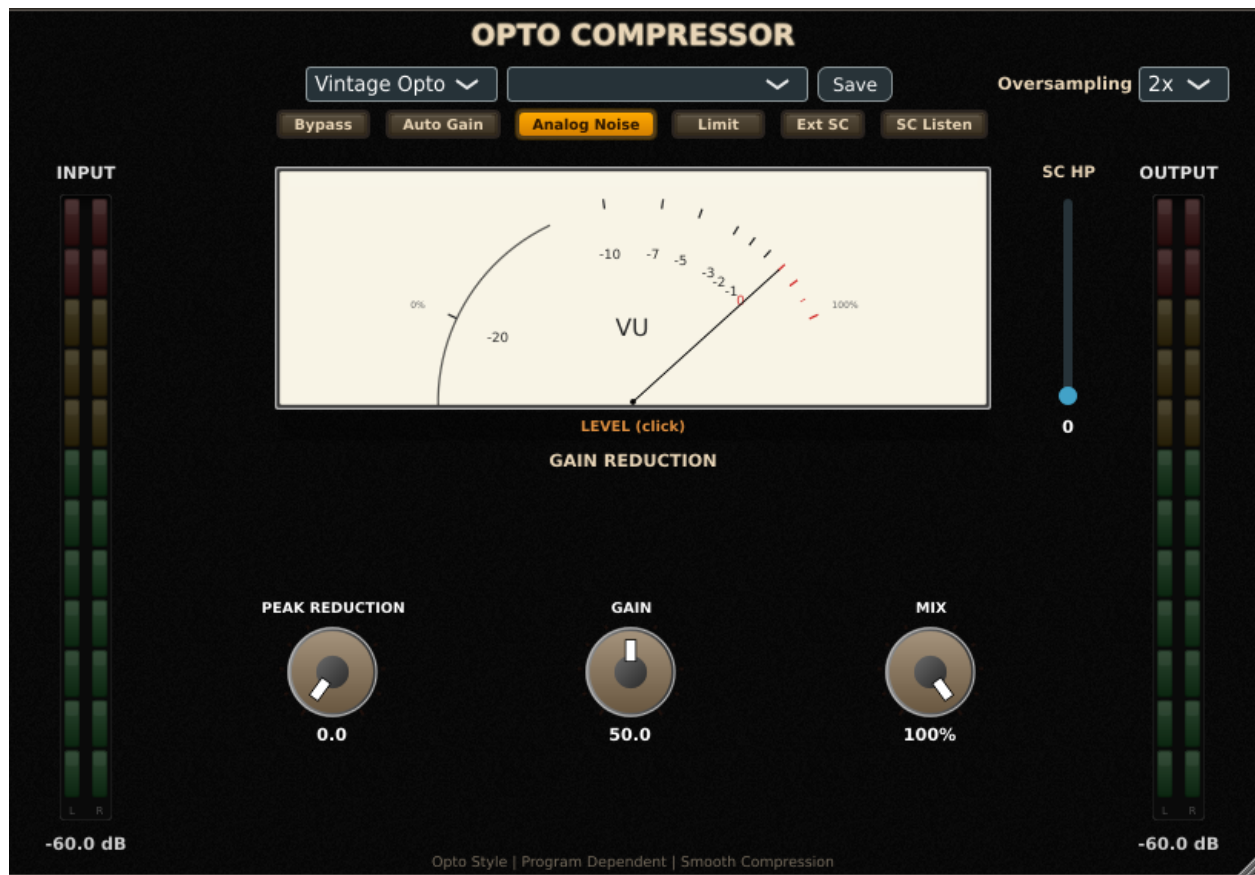 OPTO COMPRESSOR
Vintage Opto Save Oversampling 2x
Bypass Auto Gain Analog Noise Limit Ext SC SC Listen
INPUT SC HP OUTPUT
-10 -7 -5 -3 -2 -1 0
0% 100%
-20 VU
LEVEL (click) 0
GAIN REDUCTION
PEAK REDUCTION GAIN MIX
0.0 50.0 100%
L R L R
-60.0 dB -60.0 dB
Opto Style | Program Dependent | Smooth Compression